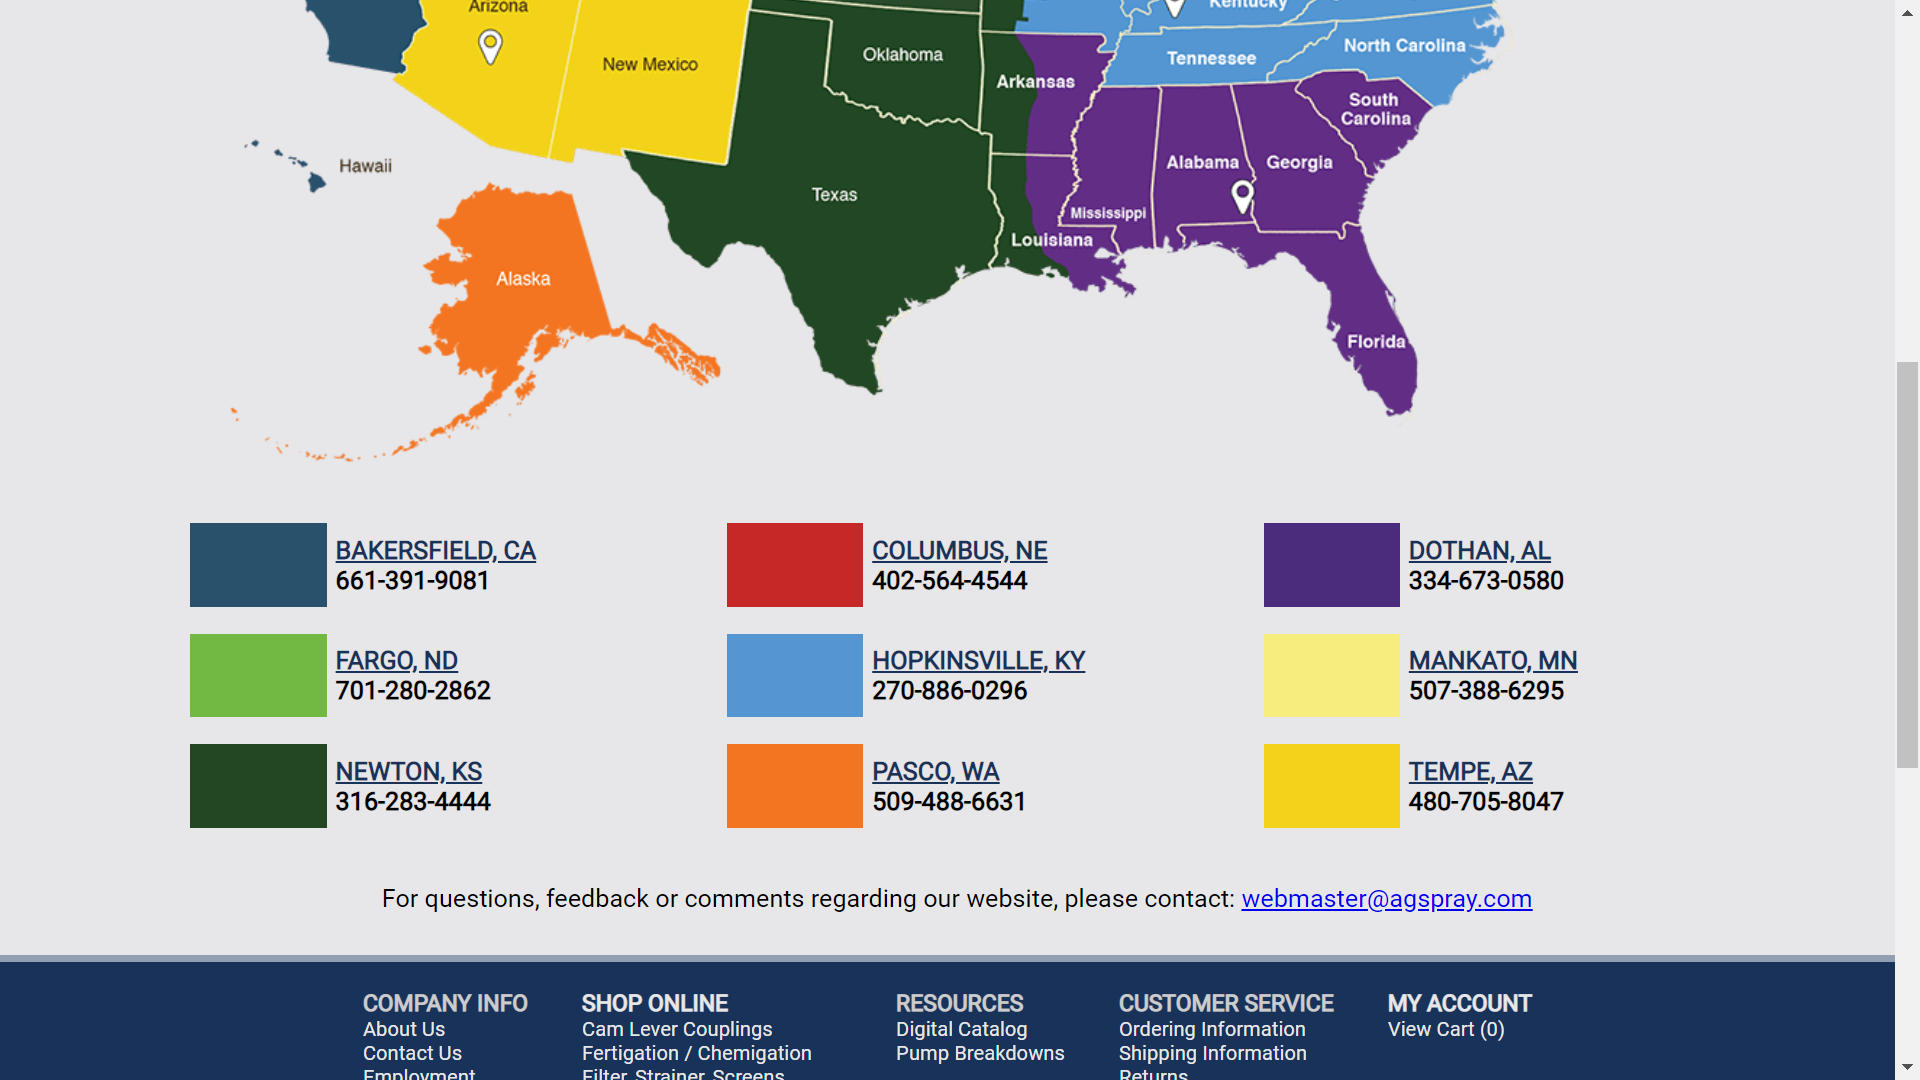 Arizona
Kentucky
New Mexico
Oklahoma
Arkansas
Tennessee
North Carolina
South
Carolina
Hawaii
Texas
Alabama
Georgia
Mississippi
Louisiana
Alaska
Florida
BAKERSFIELD, CA
661-391-9081
COLUMBUS, NE
402-564-4544
DOTHAN, AL
334-673-0580
FARGO, ND
701-280-2862
HOPKINSVILLE, KY
270-886-0296
MANKATO, MN
507-388-6295
NEWTON, KS
316-283-4444
PASCO, WA
509-488-6631
TEMPE, AZ
480-705-8047
For questions, feedback or comments regarding our website, please contact: webmaster@agspray.com
COMPANY INFO
About Us
Contact Us
Employment
SHOP ONLINE
Cam Lever Couplings
Fertigation / Chemigation
Filter, Strainer, Screens
RESOURCES
Digital Catalog
Pump Breakdowns
CUSTOMER SERVICE
Ordering Information
Shipping Information
Returns
MY ACCOUNT
View Cart (0)